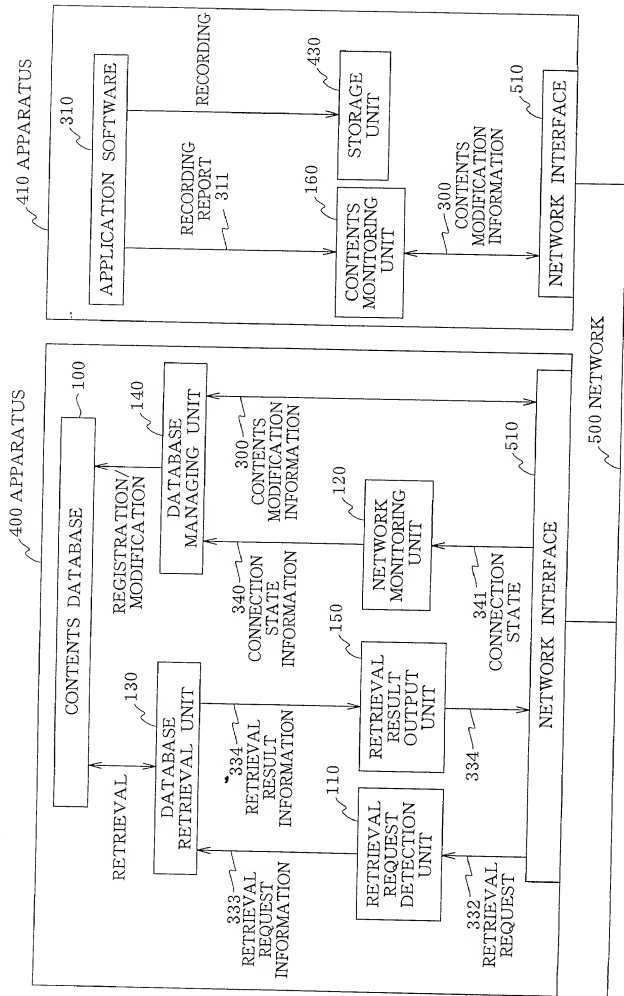 400 APPARATUS
100
CONTENTS DATABASE
RETRIEVAL
REGISTRATION/
MODIFICATION
130
DATABASE
RETRIEVAL UNIT
140
DATABASE
MANAGING UNIT
333
RETRIEVAL
REQUEST
INFORMATION
334
RETRIEVAL
RESULT
INFORMATION
340
CONNECTION
STATE
INFORMATION
300
CONTENTS
MODIFICATION
INFORMATION
110
RETRIEVAL
REQUEST
DETECTION
UNIT
150
RETRIEVAL
RESULT
OUTPUT
UNIT
120
NETWORK
MONITORING
UNIT
332
RETRIEVAL
REQUEST
334
341
CONNECTION
STATE
510
NETWORK INTERFACE
500 NETWORK
410 APPARATUS
310
APPLICATION SOFTWARE
RECORDING
REPORT
311
RECORDING
160
CONTENTS
MONITORING
UNIT
430
STORAGE
UNIT
300
CONTENTS
MODIFICATION
INFORMATION
510
NETWORK INTERFACE